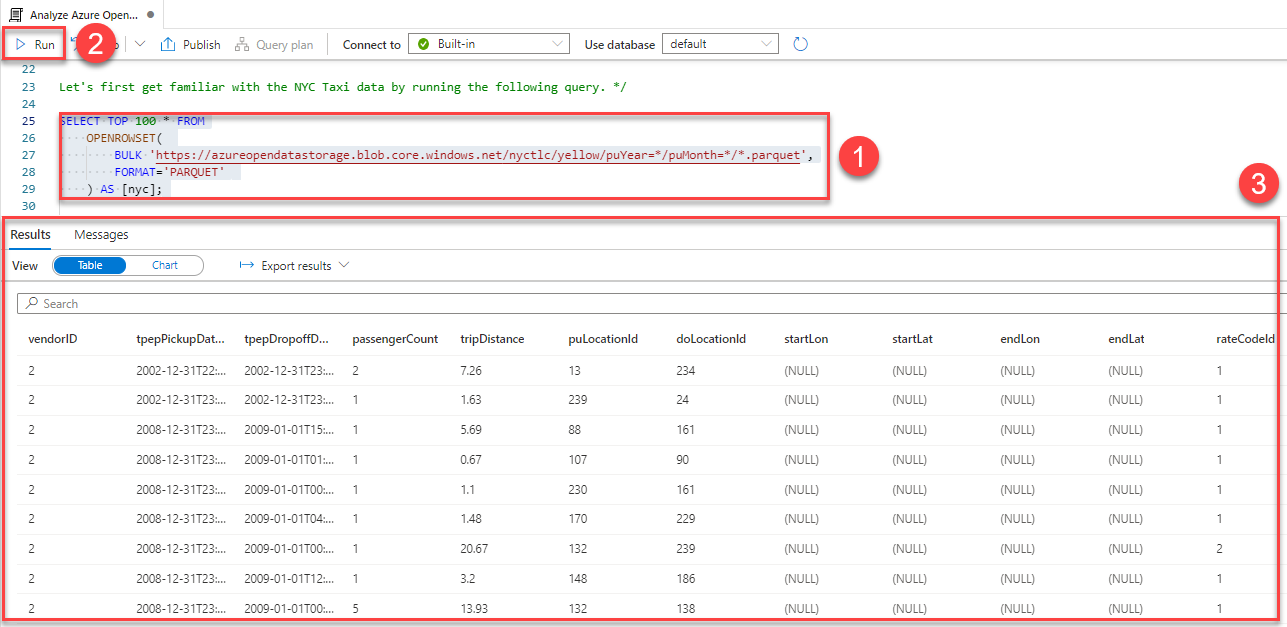 Analyze Azure Open...
Run Publish Query plan Connect to Built-in Use database default
2
22
23 Let's first get familiar with the NYC Taxi data by running the following query. */
24
25 SELECT TOP 100 * FROM
26 OPENROWSET(
27 BULK 'https://azureopendatastorage.blob.core.windows.net/nyctlc/yellow/puYear=*/puMonth=*/*.parquet',
28 FORMAT='PARQUET'
29 ) AS [nyc];
30
1
3
Results Messages
View Table Chart Export results
Search
vendorID tpepPickupDat... tpepDropoffD... passengerCount tripDistance puLocationId doLocationId startLon startLat endLon endLat rateCodeId
2 2002-12-31T22:... 2002-12-31T23:... 2 7.26 13 234 (NULL) (NULL) (NULL) (NULL) 1
2 2002-12-31T23:... 2002-12-31T23:... 1 1.63 239 24 (NULL) (NULL) (NULL) (NULL) 1
2 2008-12-31T23:... 2009-01-01T15:... 1 5.69 88 161 (NULL) (NULL) (NULL) (NULL) 1
2 2008-12-31T23:... 2009-01-01T01:... 1 0.67 107 90 (NULL) (NULL) (NULL) (NULL) 1
2 2008-12-31T23:... 2009-01-01T00:... 1 1.1 230 161 (NULL) (NULL) (NULL) (NULL) 1
2 2008-12-31T23:... 2009-01-01T04:... 1 1.48 170 229 (NULL) (NULL) (NULL) (NULL) 1
2 2008-12-31T23:... 2009-01-01T00:... 1 20.67 132 239 (NULL) (NULL) (NULL) (NULL) 2
2 2008-12-31T23:... 2009-01-01T12:... 1 3.2 148 186 (NULL) (NULL) (NULL) (NULL) 1
2 2008-12-31T23:... 2009-01-01T00:... 5 13.93 132 138 (NULL) (NULL) (NULL) (NULL) 1